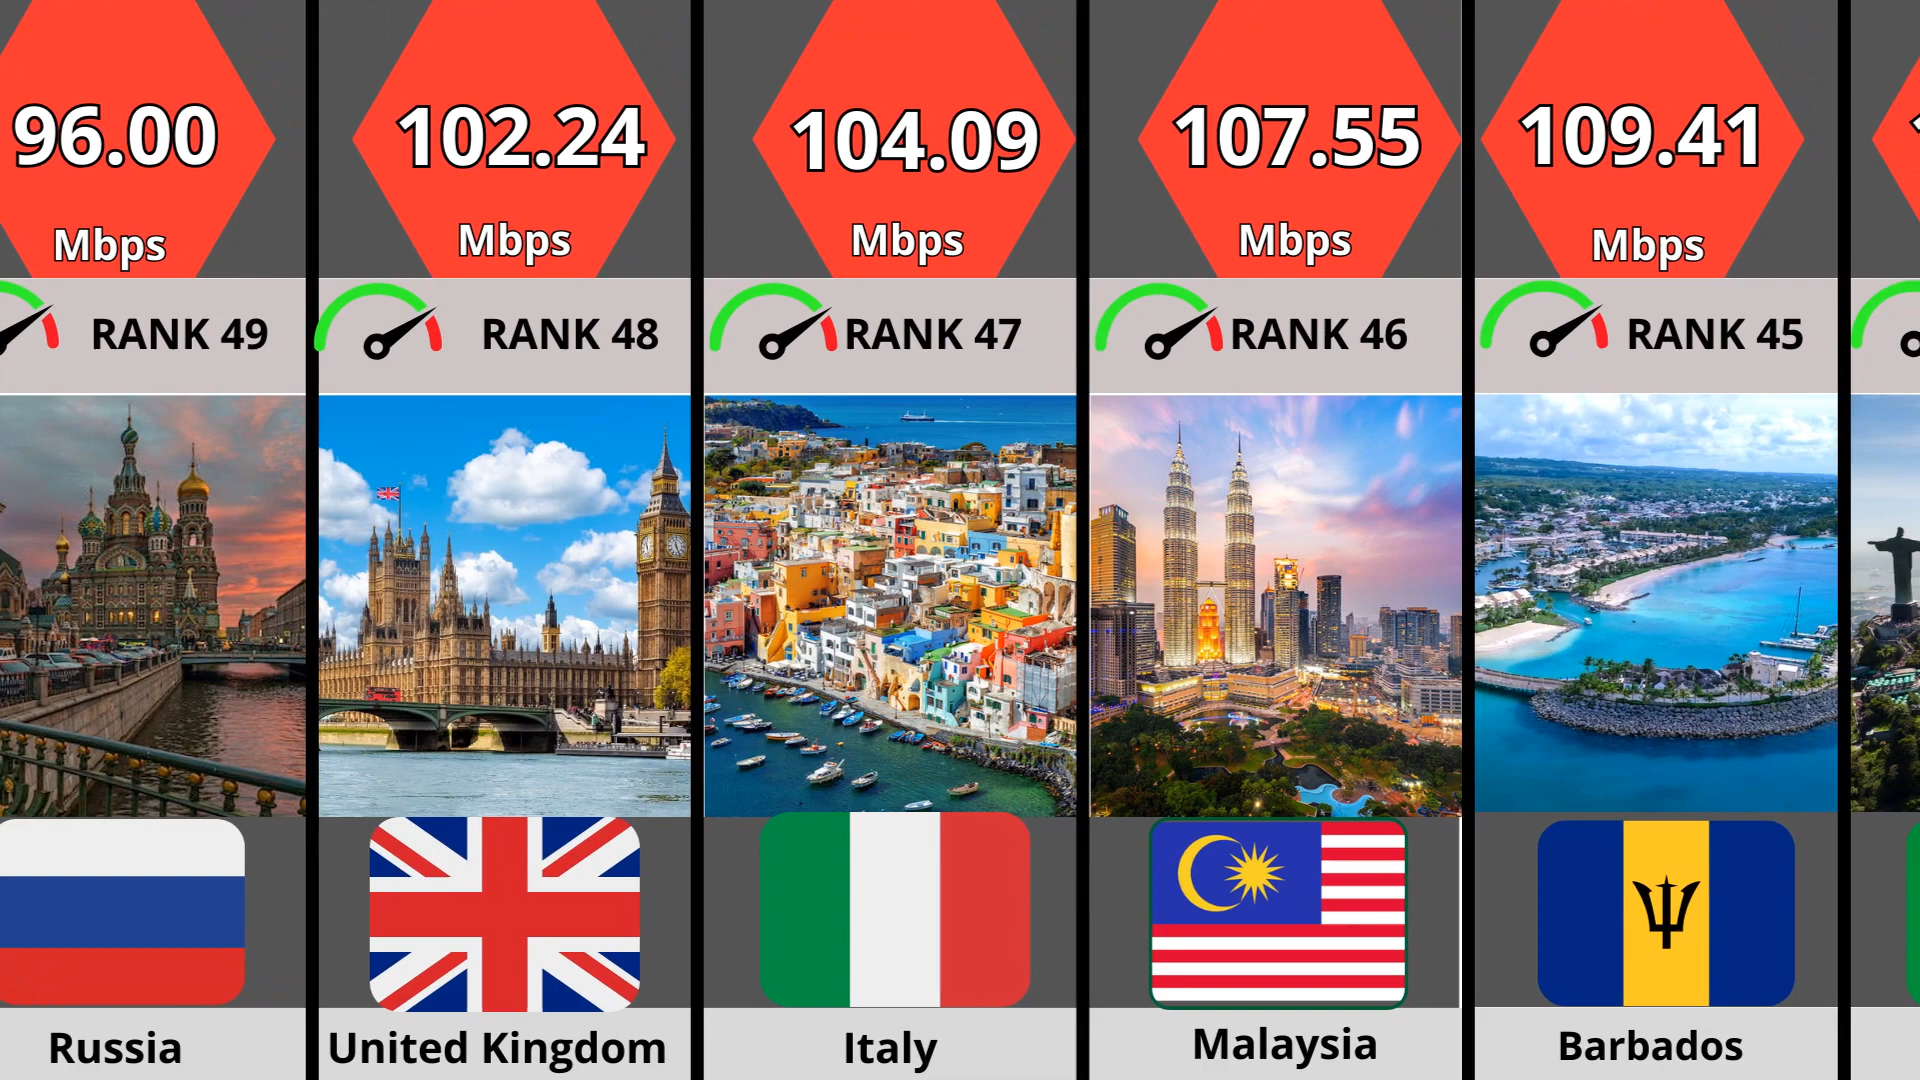 96.00
Mbps
RANK 49
Russia
102.24
Mbps
RANK 48
United Kingdom
104.09
Mbps
RANK 47
Italy
107.55
Mbps
RANK 46
Malaysia
109.41
Mbps
RANK 45
Barbados